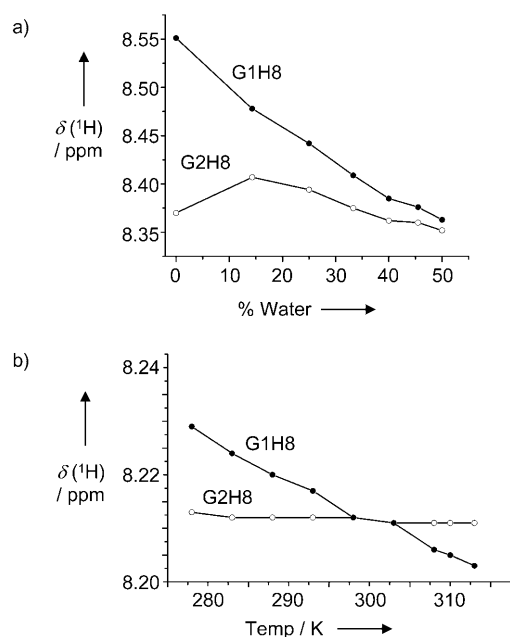 a)
8.55
G1H8
8.50
δ(¹H)
/ ppm
8.45
G2H8
8.40
8.35
0 10 20 30 40 50
% Water
b)
8.24
δ(¹H)
/ ppm
G1H8
8.22
G2H8
8.20
280 290 300 310
Temp / K